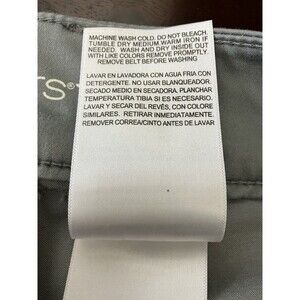 MACHINE WASH COLD. DO NOT BLEACH.
TUMBLE DRY MEDIUM WARM IRON IF
NEEDED. WASH AND DRY INSIDE OUT
WITH LIKE COLORS REMOVE PROMPTLY.
REMOVE BELT BEFORE WASHING
LAVAR EN LAVADORA CON AGUA FRIA CON
DETERGENTE. NO USAR BLANQUEADOR.
SECADO MEDIO EN SECADORA. PLANCHAR
TEMPERATURA TIBIA SI ES NECESARIO.
LAVAR Y SECAR DEL REVÉS, CON COLORE
SIMILARES. RETIRAR INMEDIATAMENTE.
REMOVER CORREA/CINTO ANTES DE LAVAR